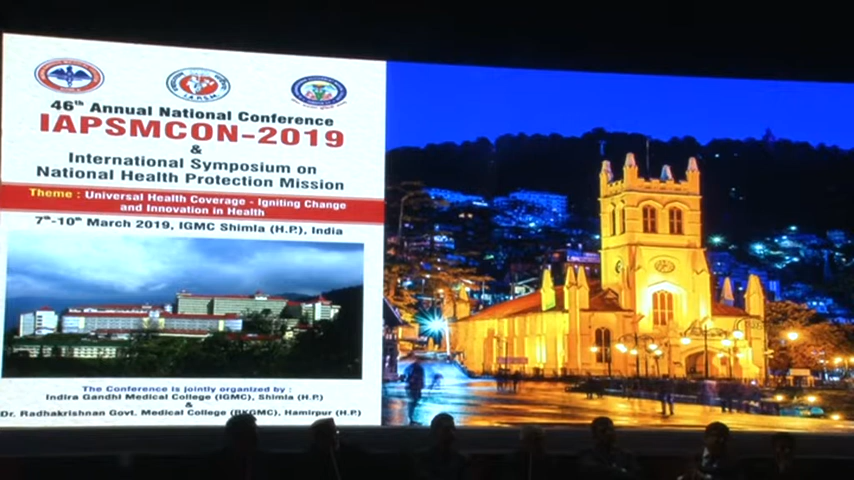 46th Annual National Conference
IAPSMCON-2019
&
International Symposium on
National Health Protection Mission
Theme : Universal Health Coverage - Igniting Change
and Innovation in Health
7th-10th March 2019, IGMC Shimla (H.P.), India
The Conference is jointly organized by :
Indira Gandhi Medical College (IGMC), Shimla (H.P.)
&
Dr. Radhakrishnan Govt. Medical College (RKGMC), Hamirpur (H.P.)